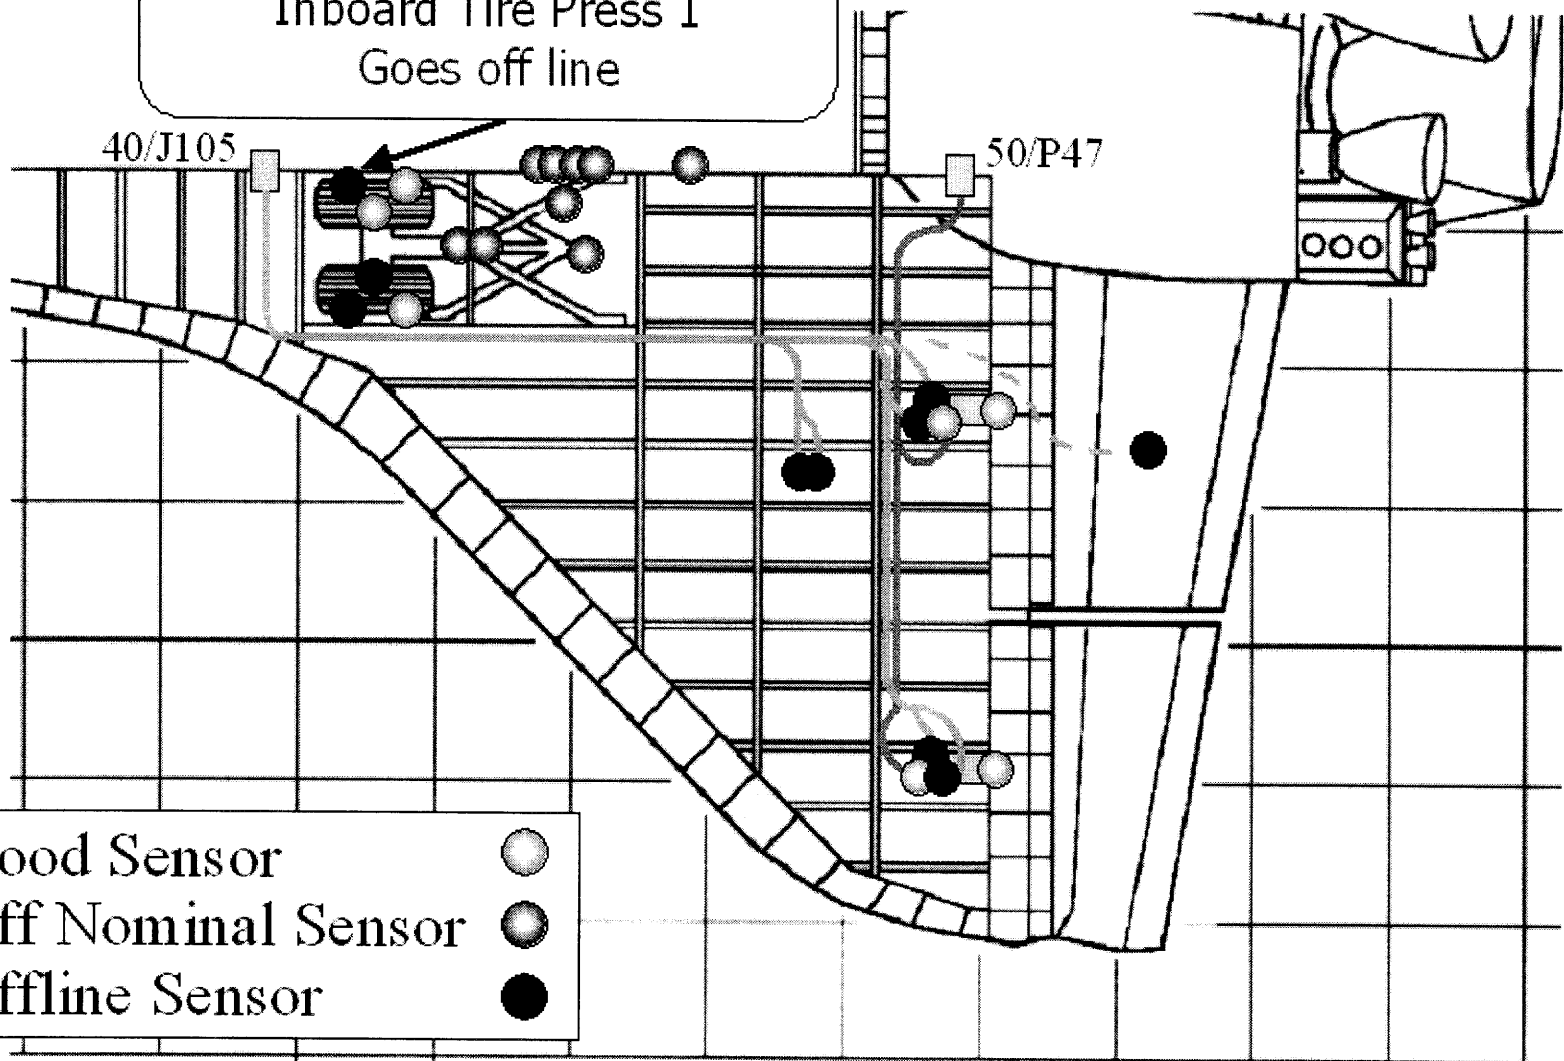 Inboard Tire Press 1
Goes off line
40/J105
50/P47
ood Sensor
ff Nominal Sensor
ffline Sensor